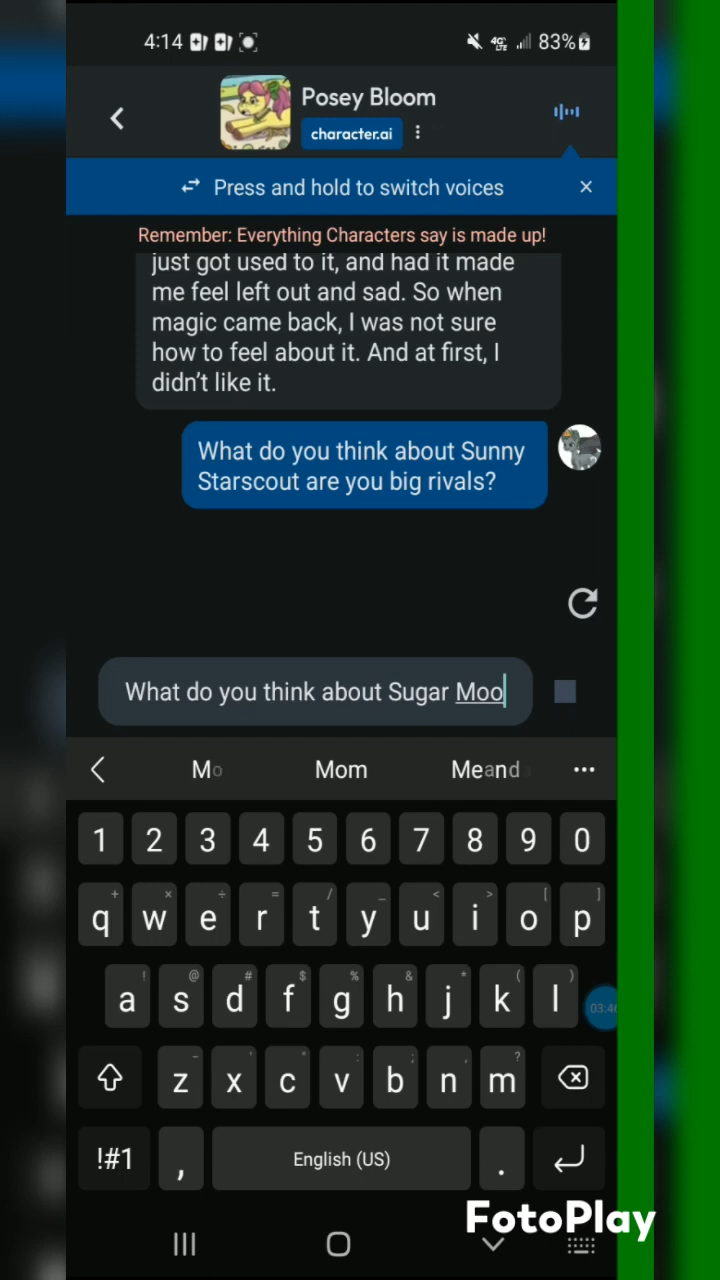 4:14
4G LTE 83%
Posey Bloom
character.ai
Press and hold to switch voices
Remember: Everything Characters say is made up!
just got used to it, and had it made
me feel left out and sad. So when
magic came back, I was not sure
how to feel about it. And at first, I
didn't like it.
What do you think about Sunny
Starscout are you big rivals?
What do you think about Sugar Moo
Mo Mom Meand ...
1 2 3 4 5 6 7 8 9 0
+ × ÷ = / _ < > [ ]
q w e r t y u i o p
! @ # $ % & * ( )
a s d f g h j k l
03:46
- ' " : ; , ?
z x c v b n m
!#1 , English (US) .
FotoPlay